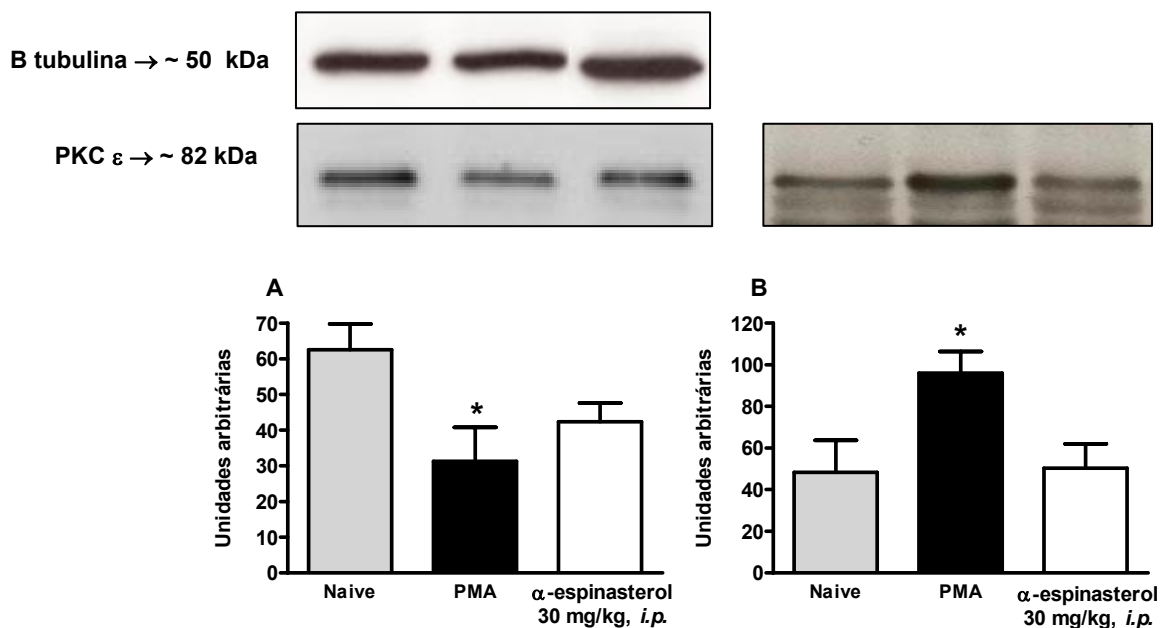 B tubulina → ~ 50 kDa
PKC ε → ~ 82 kDa
A
Unidades arbitrárias
70
60
50
40
30
20
10
0
*
Naive
PMA
α-espinasterol
30 mg/kg, i.p.
B
Unidades arbitrárias
120
100
80
60
40
20
0
*
Naive
PMA
α-espinasterol
30 mg/kg, i.p.